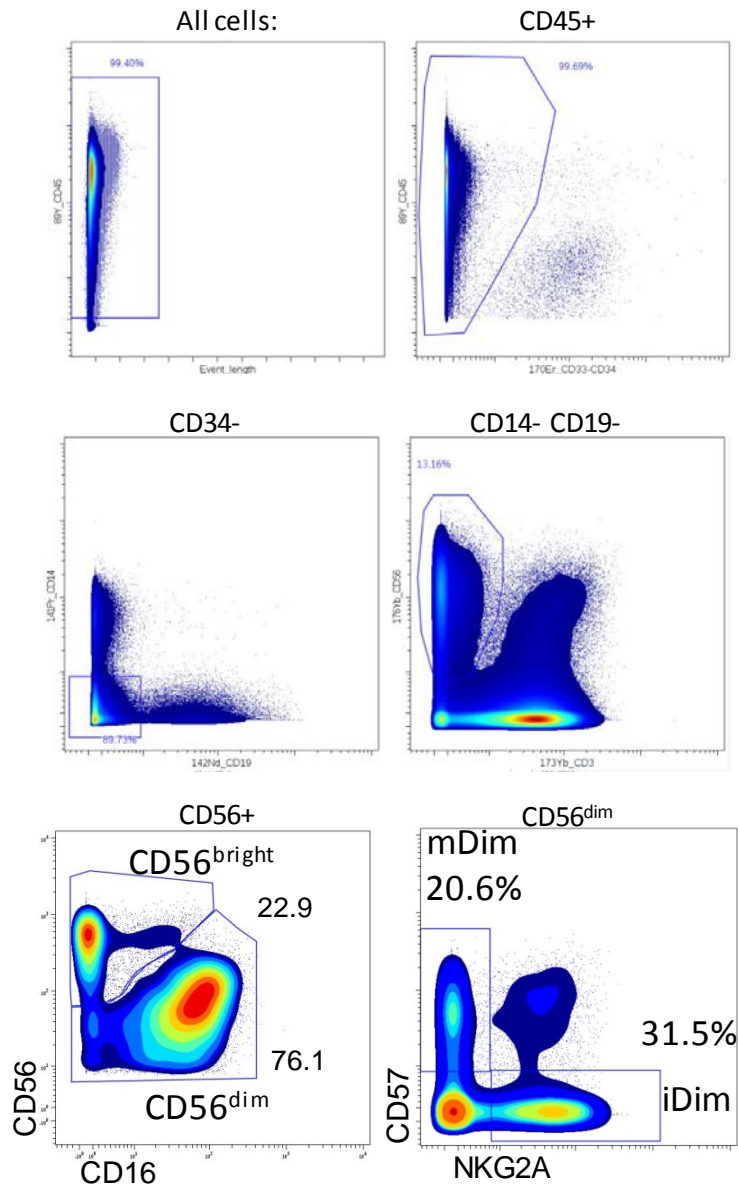 All cells:
99.40%
89Y_CD45
Event_length
CD45+
99.69%
89Y_CD45
170Er_CD33-CD34
CD34-
89.73%
141Pr_CD14
142Nd_CD19
CD14- CD19-
13.16%
176Yb_CD56
173Yb_CD3
CD56+
CD56bright
22.9
76.1
CD56dim
CD56
CD16
CD56dim
mDim
20.6%
31.5%
iDim
CD57
NKG2A